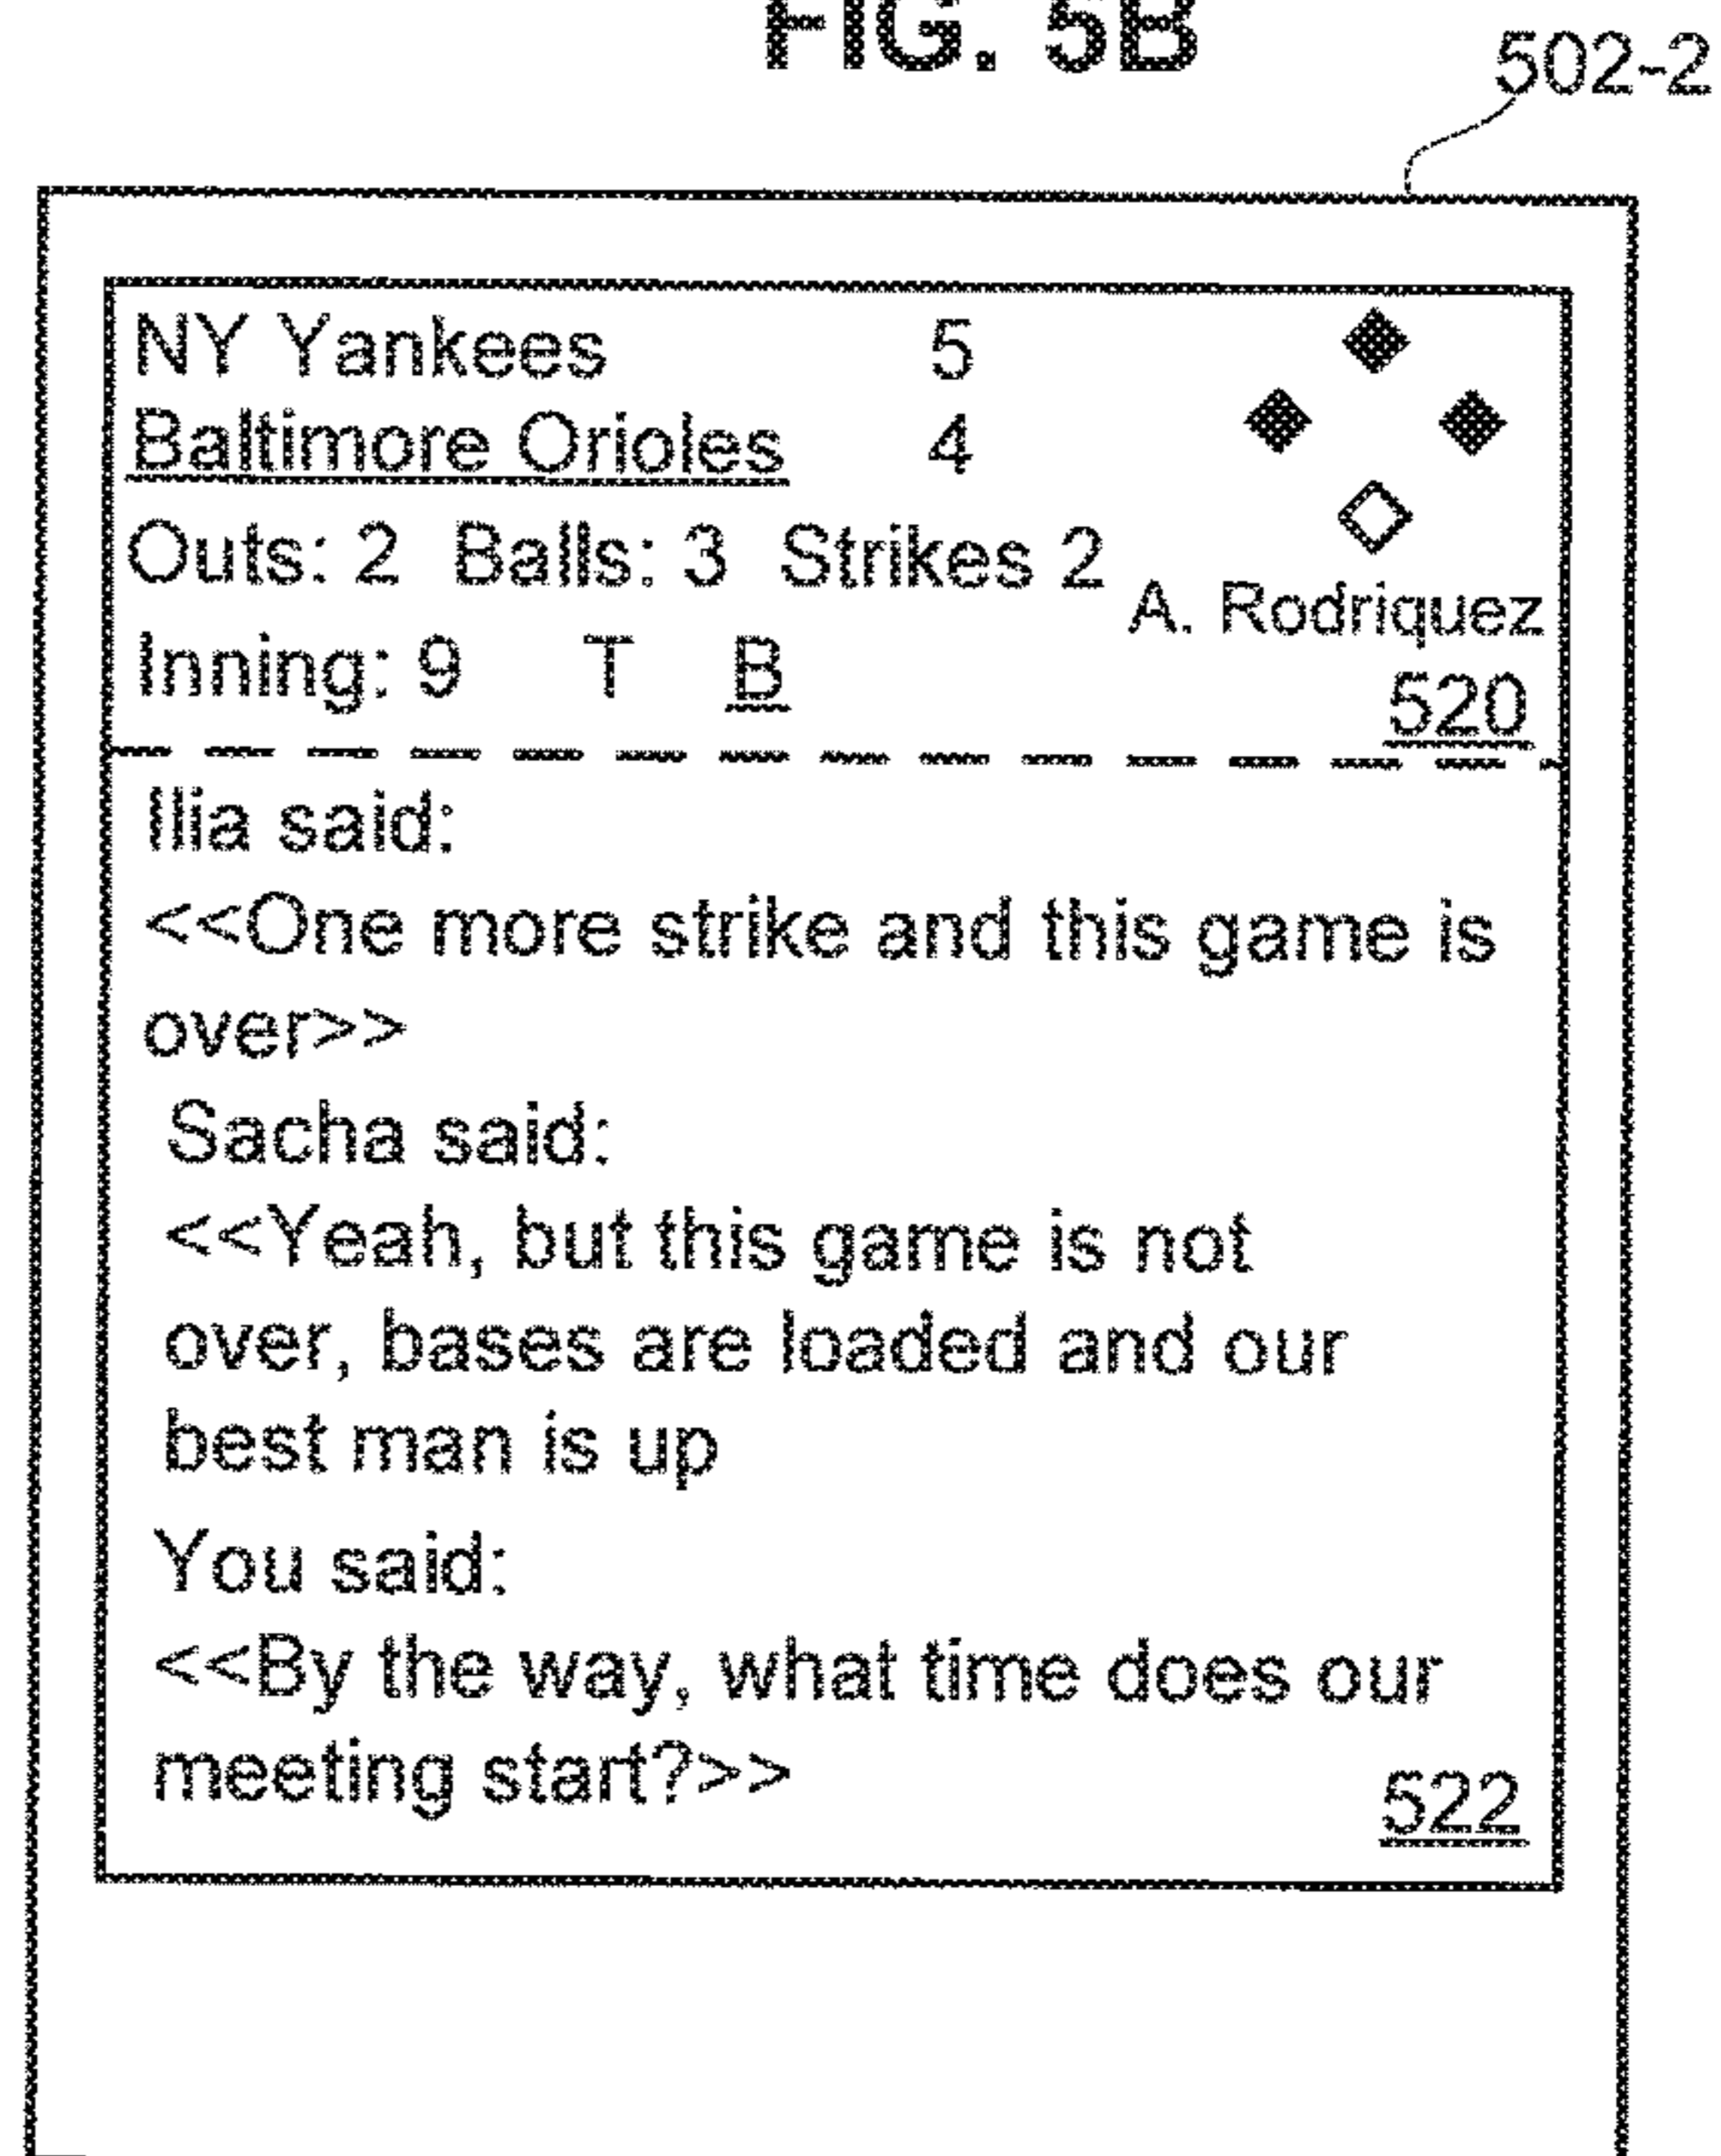 FIG. 5B
502-2
NY Yankees 5
Baltimore Orioles 4
Outs: 2 Balls: 3 Strikes 2
A. Rodriquez
Inning: 9 T B
520
Ilia said:
<<One more strike and this game is
over>>
Sacha said:
<<Yeah, but this game is not
over, bases are loaded and our
best man is up
You said:
<<By the way, what time does our
meeting start?>>
522